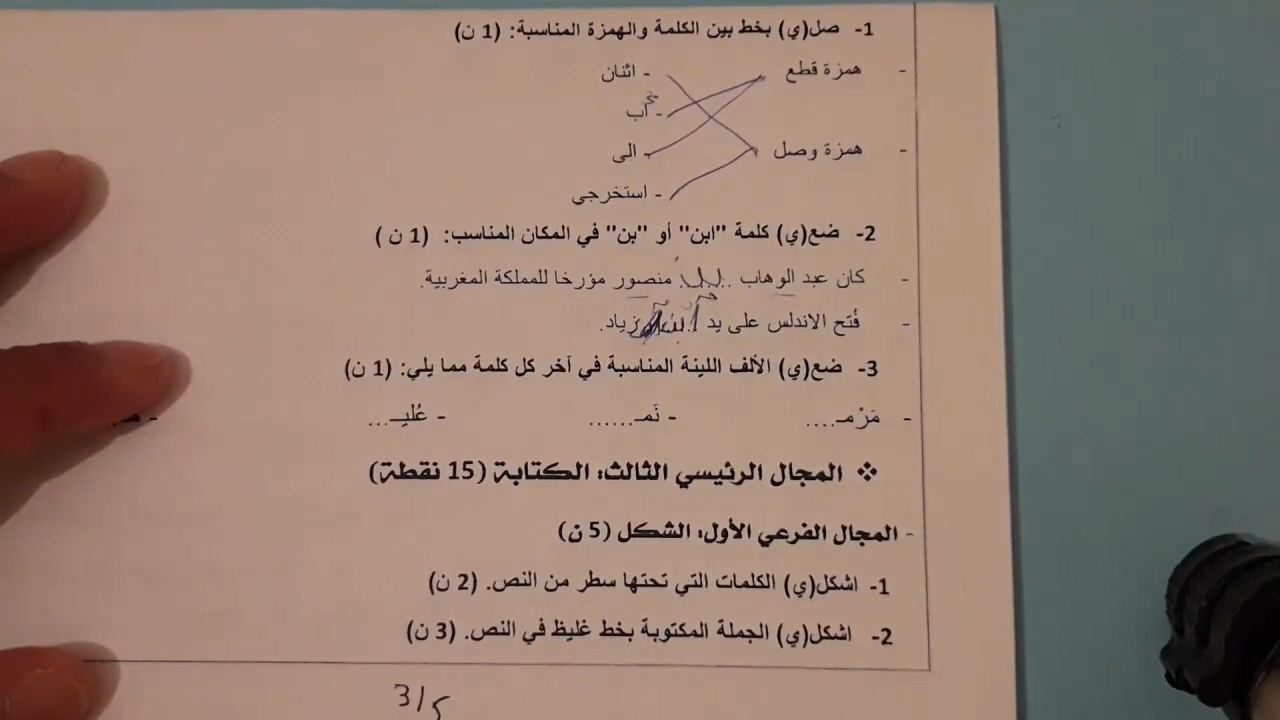 1- صل(ي) بخط بين الكلمة والهمزة المناسبة: (1 ن)
- همزة قطع - اثنان
- أب
- همزة وصل - الى
- استخرجي
2- ضع(ي) كلمة "ابن" أو "بن" في المكان المناسب: (1 ن )
- كان عبد الوهاب ..بن. منصور مؤرخا للمملكة المغربية.
- فُتح الاندلس على يد زياد.
3- ضع(ي) الألف اللينة المناسبة في آخر كل كلمة مما يلي: (1 ن)
- مَرْمـ.... - نَمـ...... - عُليـ... -
❖ المجال الرئيسي الثالث: الكتابة (15 نقطة)
- المجال الفرعي الأول: الشكل (5 ن)
1- اشكل(ي) الكلمات التي تحتها سطر من النص. (2 ن)
2- اشكل(ي) الجملة المكتوبة بخط غليظ في النص. (3 ن)
3/5